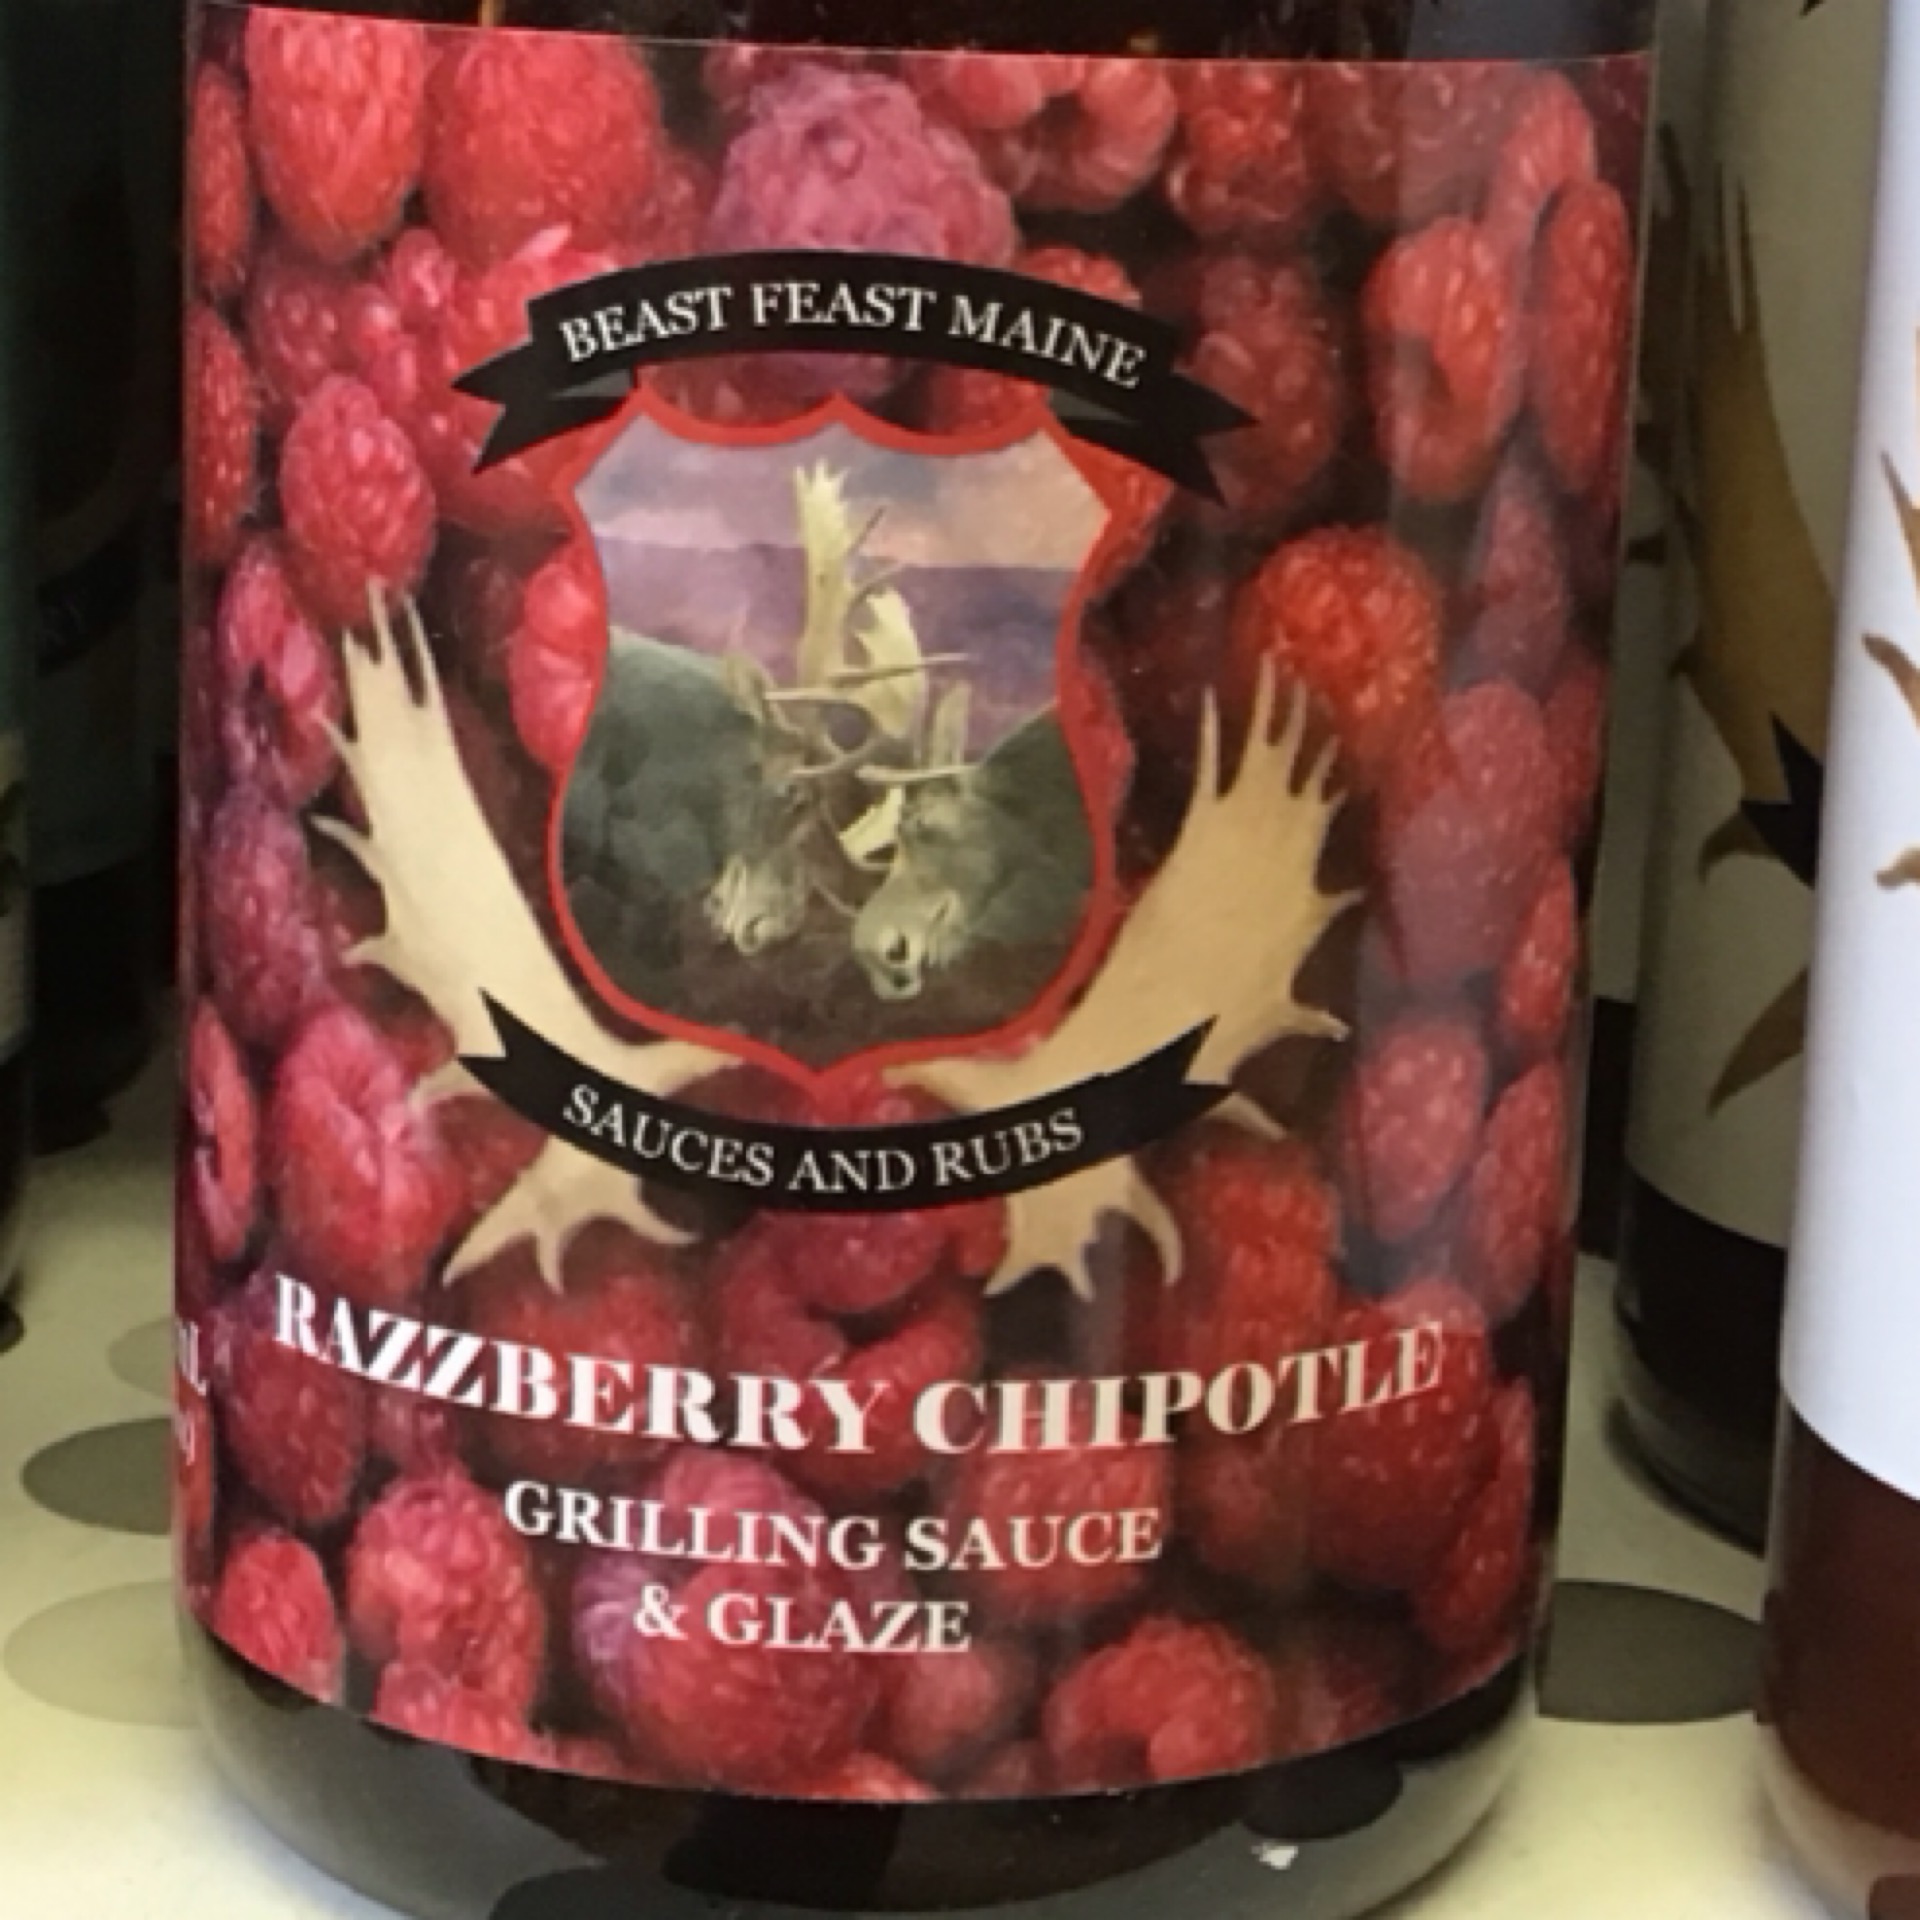 BEAST FEAST MAINE
SAUCES AND RUBS
RAZZBERRY CHIPOTLE
GRILLING SAUCE
& GLAZE